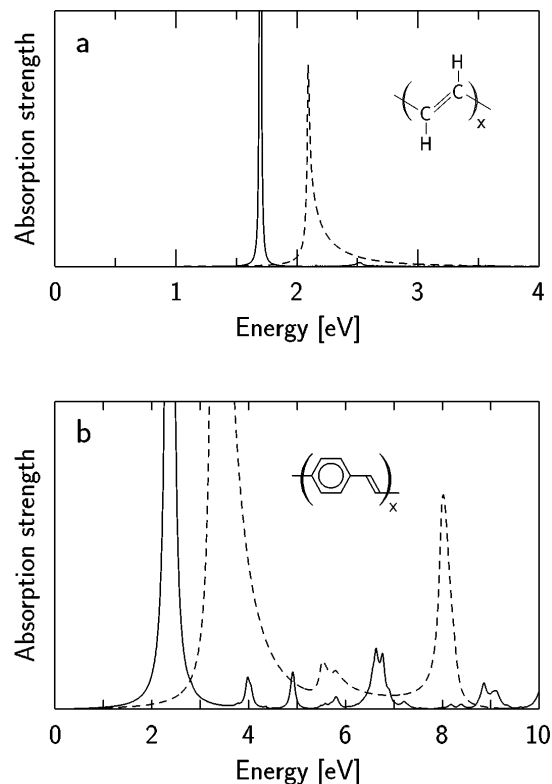 a
Absorption strength
H
C
C
H
x
0 1 2 3 4
Energy [eV]
b
Absorption strength
x
0 2 4 6 8 10
Energy [eV]